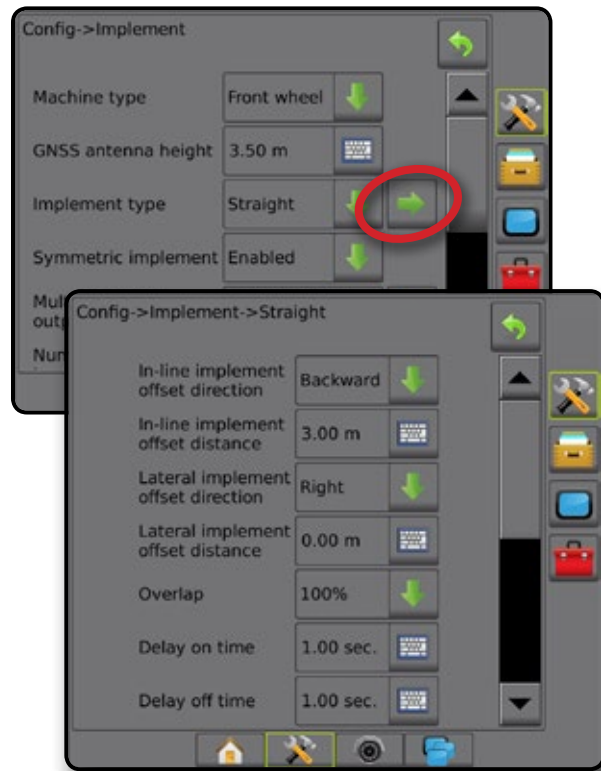 Config->Implement
Machine type Front wheel
GNSS antenna height 3.50 m
Implement type Straight
Symmetric implement Enabled
Config->Implement->Straight
In-line implement
offset direction Backward
In-line implement
offset distance 3.00 m
Lateral implement
offset direction Right
Lateral implement
offset distance 0.00 m
Overlap 100%
Delay on time 1.00 sec.
Delay off time 1.00 sec.